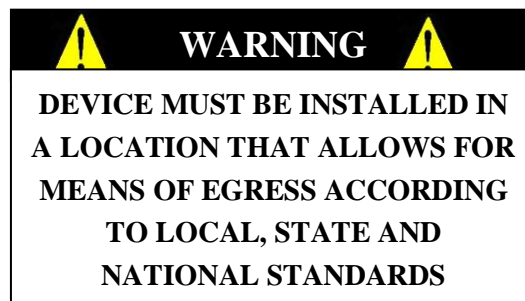 WARNING
DEVICE MUST BE INSTALLED IN
A LOCATION THAT ALLOWS FOR
MEANS OF EGRESS ACCORDING
TO LOCAL, STATE AND
NATIONAL STANDARDS